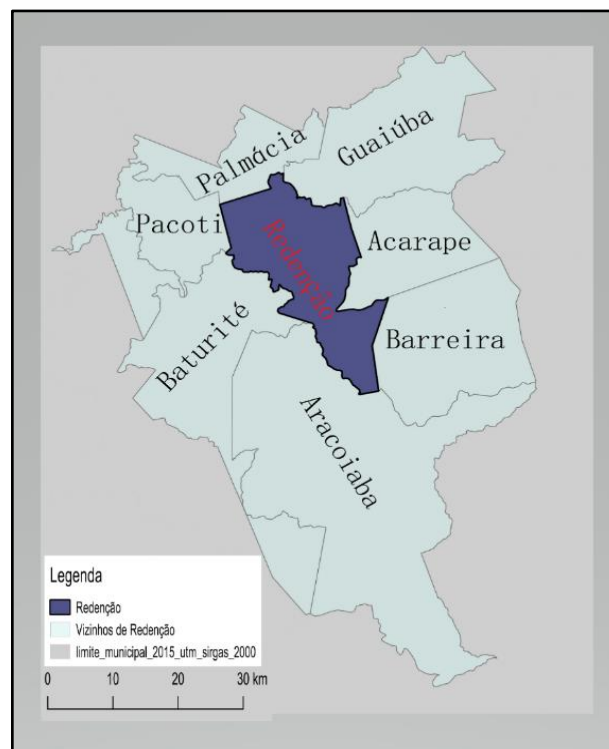 Palmácia
Guaiúba
Pacoti
Redenção
Acarape
Baturité
Barreira
Aracoiaba
Legenda
Redenção
Vizinhos de Redenção
limite_municipal_2015_utm_sirgas_2000
0 10 20 30 km